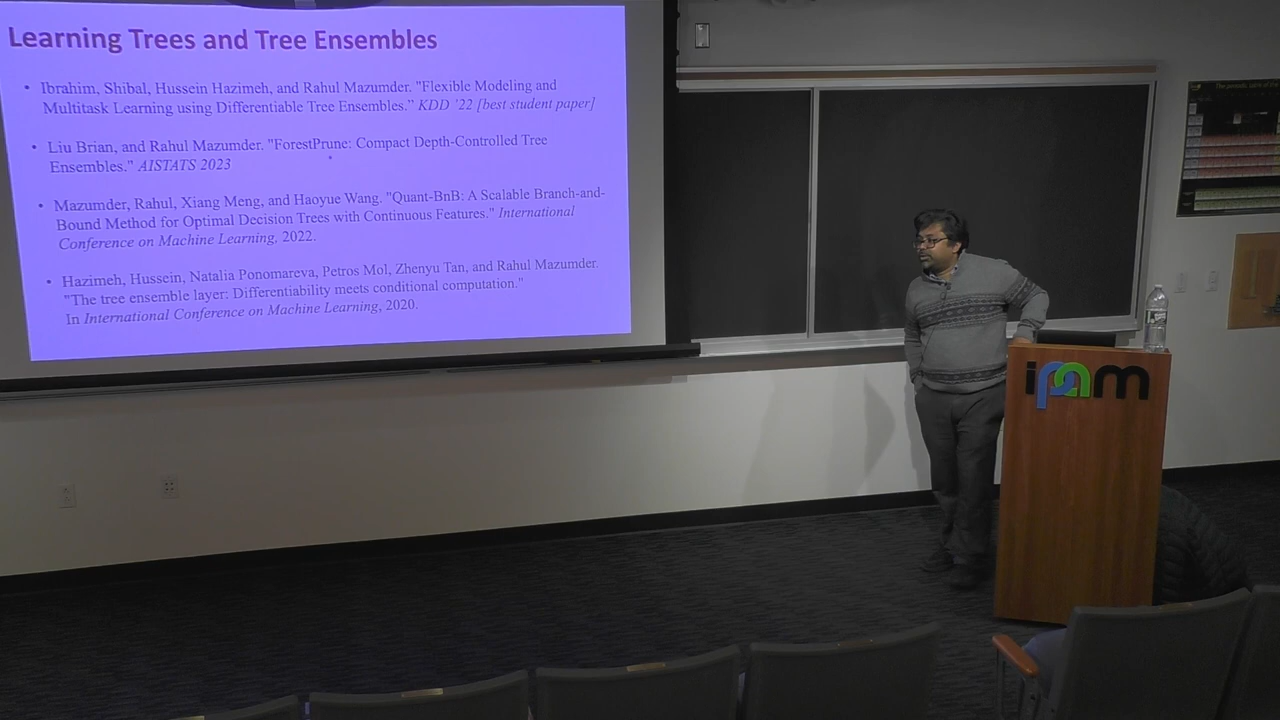 Learning Trees and Tree Ensembles
• Ibrahim, Shibal, Hussein Hazimeh, and Rahul Mazumder. "Flexible Modeling and
Multitask Learning using Differentiable Tree Ensembles." KDD '22 [best student paper]
• Liu Brian, and Rahul Mazumder. "ForestPrune: Compact Depth-Controlled Tree
Ensembles." AISTATS 2023
• Mazumder, Rahul, Xiang Meng, and Haoyue Wang. "Quant-BnB: A Scalable Branch-and-
Bound Method for Optimal Decision Trees with Continuous Features." International
Conference on Machine Learning, 2022.
• Hazimeh, Hussein, Natalia Ponomareva, Petros Mol, Zhenyu Tan, and Rahul Mazumder.
"The tree ensemble layer: Differentiability meets conditional computation."
In International Conference on Machine Learning, 2020.
ipam